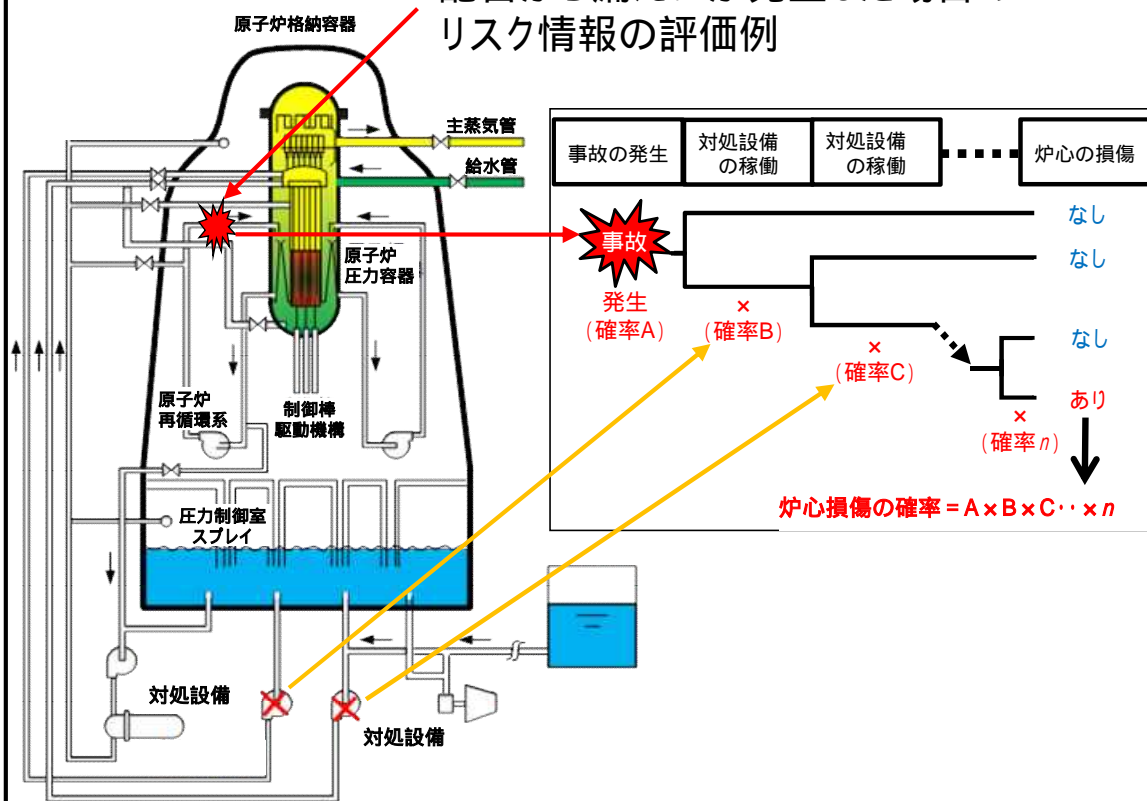 リスク情報の評価例
原子炉格納容器
主蒸気管
給水管
原子炉
圧力容器
原子炉
再循環系
制御棒
駆動機構
圧力制御室
スプレイ
対処設備
対処設備
事故の発生
対処設備
の稼働
対処設備
の稼働
炉心の損傷
事故
発生
(確率A)
×
(確率B)
×
(確率C)
×
(確率n)
なし
なし
なし
あり
炉心損傷の確率=A×B×C‥×n